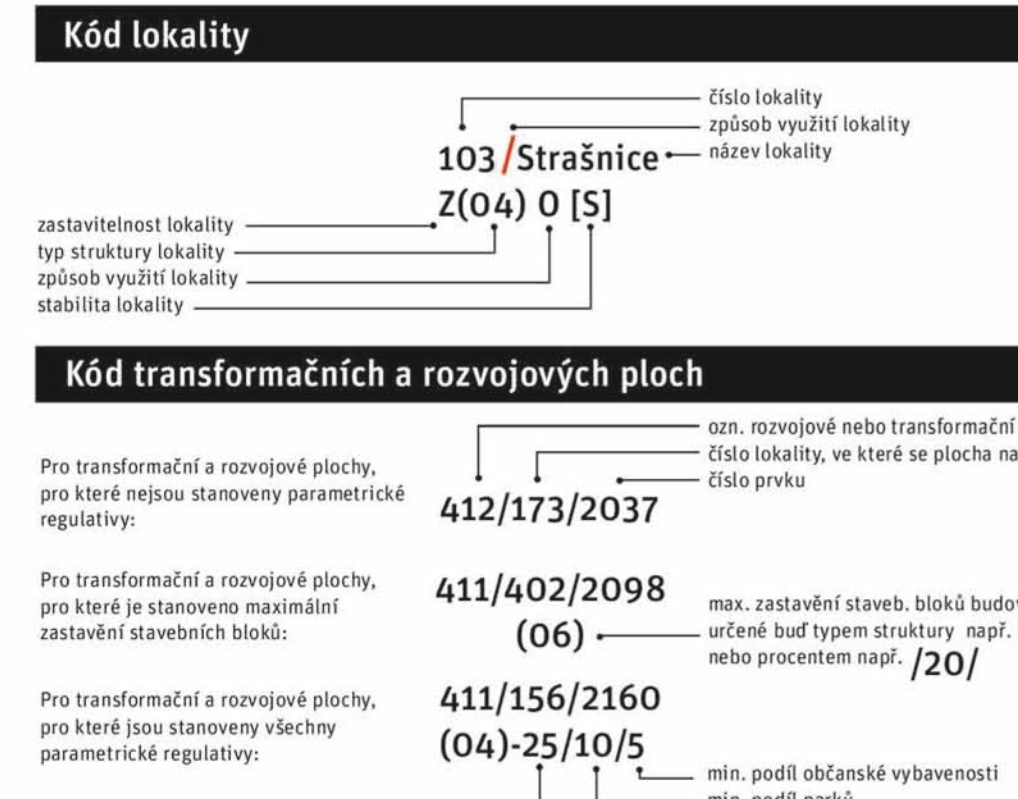 Kód lokality
číslo lokality
způsob využití lokality
103/Strašnice
název lokality
Z(04) O [S]
zastavitelnost lokality
typ struktury lokality
způsob využití lokality
stabilita lokality
Kód transformačních a rozvojových ploch
ozn. rozvojové nebo transformační
číslo lokality, ve které se plocha
číslo prvku
Pro transformační a rozvojové plochy,
pro které nejsou stanoveny parametrické
regulativy:
412/173/2037
Pro transformační a rozvojové plochy,
pro které je stanoveno maximální
zastavění stavebních bloků:
411/402/2098
(06)
max. zastavění staveb. bloků
určené buď typem struktury např.
nebo procentem např. /20/
Pro transformační a rozvojové plochy,
pro které jsou stanoveny všechny
parametrické regulativy:
411/156/2160
(04)-25/10/5
min. podíl občanské vybavenosti
min. podíl parků